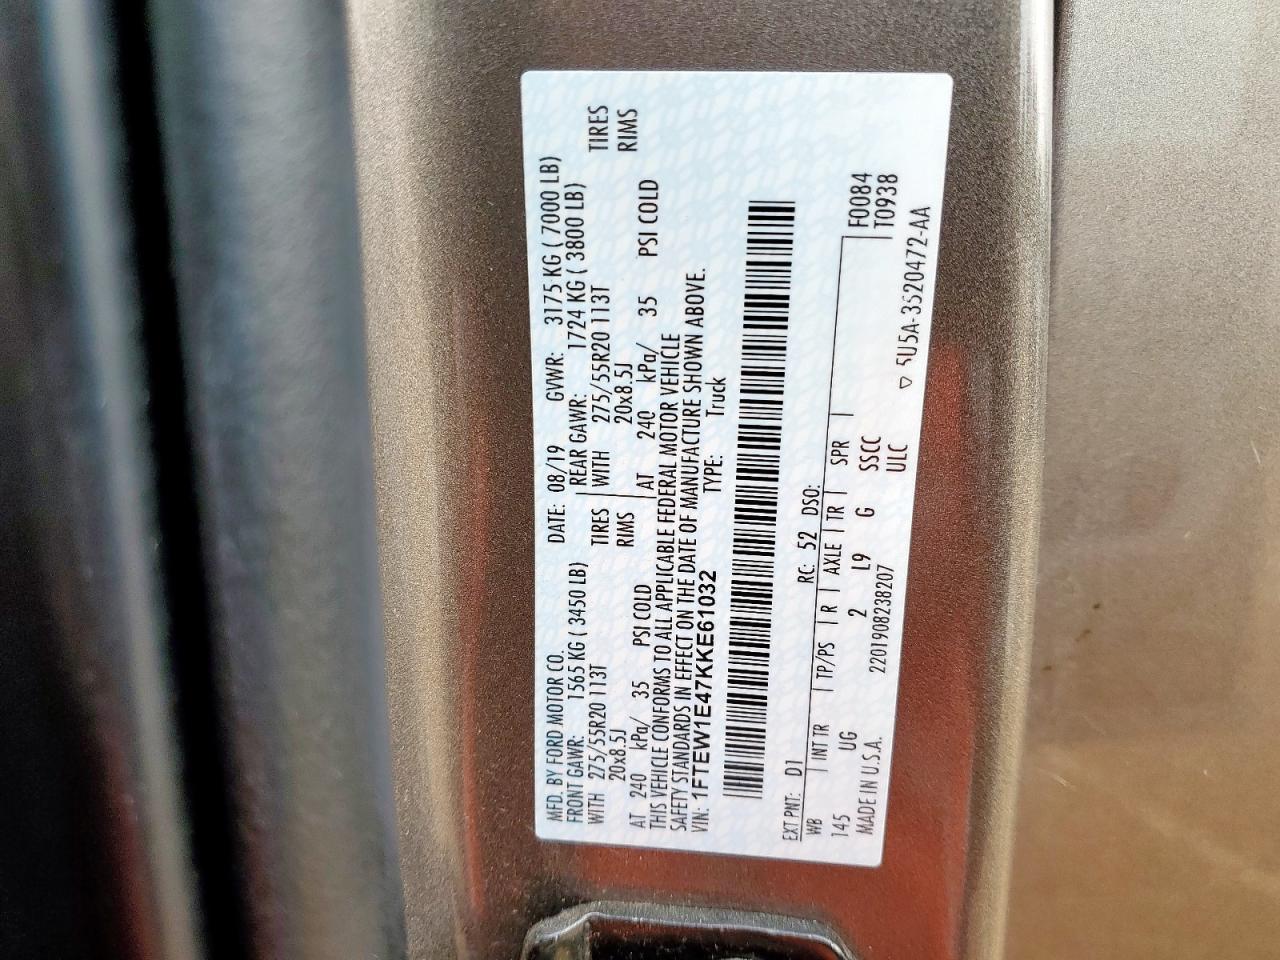 MFD. BY FORD MOTOR CO. DATE: 08/19 GVWR: 3175 KG ( 7000 LB)
FRONT GAWR: 1565 KG ( 3450 LB) REAR GAWR: 1724 KG ( 3800 LB)
WITH 275/55R20 113T TIRES WITH 275/55R20 113T TIRES
20x8.5J RIMS 20x8.5J RIMS
AT 240 kPa/ 35 PSI COLD AT 240 kPa/ 35 PSI COLD
THIS VEHICLE CONFORMS TO ALL APPLICABLE FEDERAL MOTOR VEHICLE
SAFETY STANDARDS IN EFFECT ON THE DATE OF MANUFACTURE SHOWN ABOVE.
VIN: 1FTEW1E47KKE61032 TYPE: Truck
EXT PNT: D1 RC: 52 DSO:
WB INT TR TP/PS R AXLE TR SPR F0084
145 UG 2 L9 G SSCC T0938
ULC
MADE IN U.S.A. 2201908238207
5U5A-3520472-AA